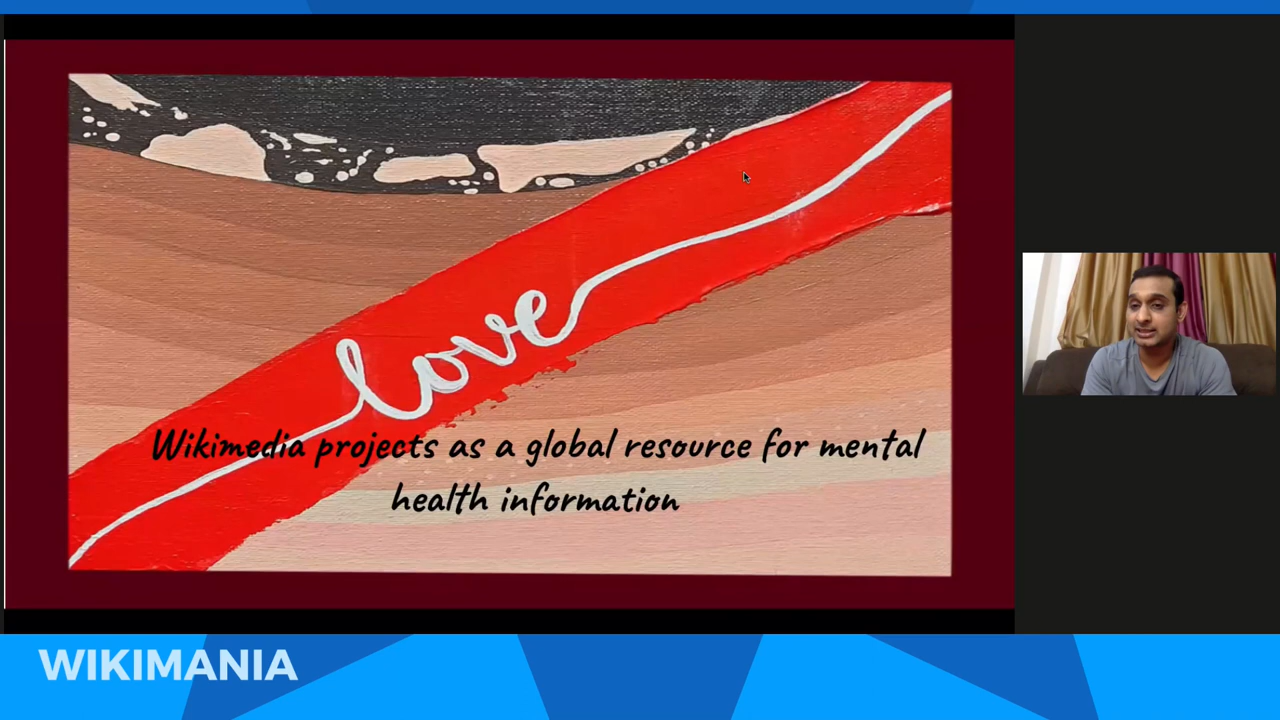 love
Wikimedia projects as a global resource for mental
health information
WIKIMANIA